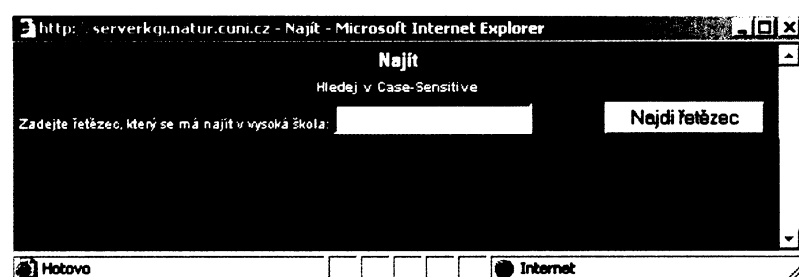 http: . serverkgi.natur.cuni.cz - Najít - Microsoft Internet Explorer
Najít
Hledej v Case-Sensitive
Zadejte řetězec, který se má najít v vysoká škola:
Najdi řetězec
Hotovo
Internet